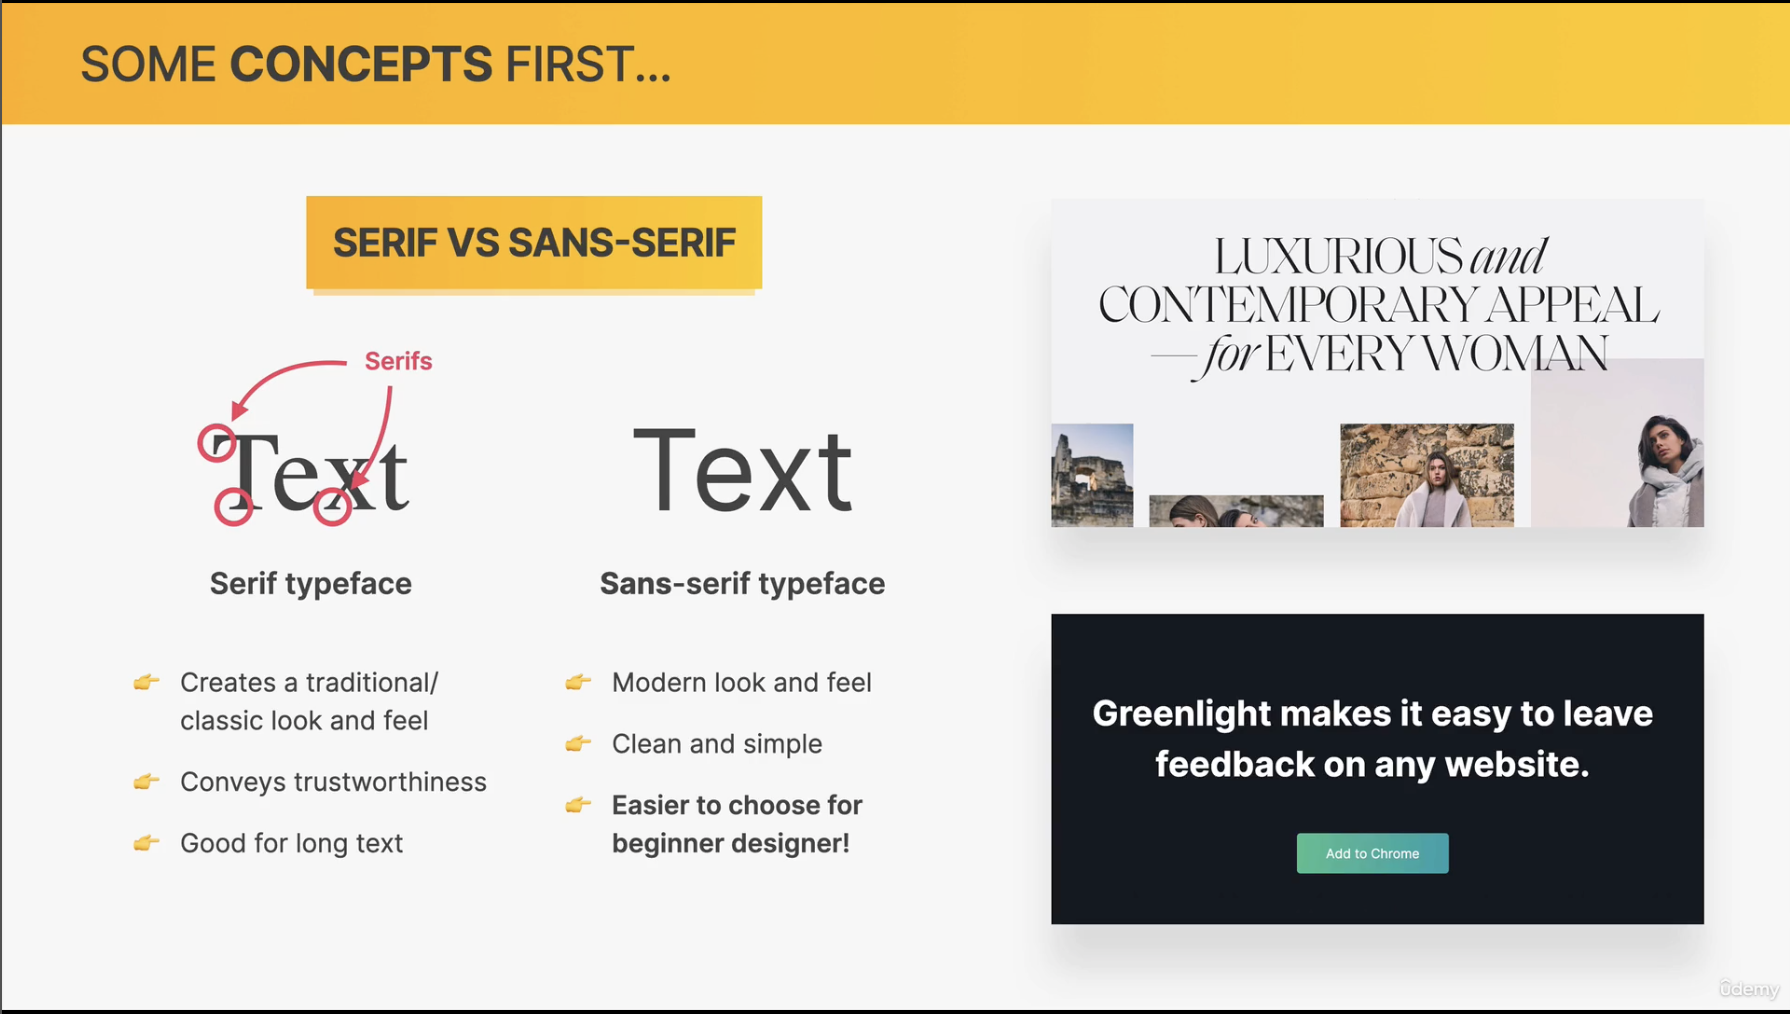 SOME CONCEPTS FIRST...
SERIF VS SANS-SERIF
Serifs
Text
Serif typeface
Creates a traditional/
classic look and feel
Conveys trustworthiness
Good for long text
Text
Sans-serif typeface
Modern look and feel
Clean and simple
Easier to choose for
beginner designer!
LUXURIOUS and
CONTEMPORARY APPEAL
— for EVERY WOMAN
Greenlight makes it easy to leave
feedback on any website.
Add to Chrome
ûdemy